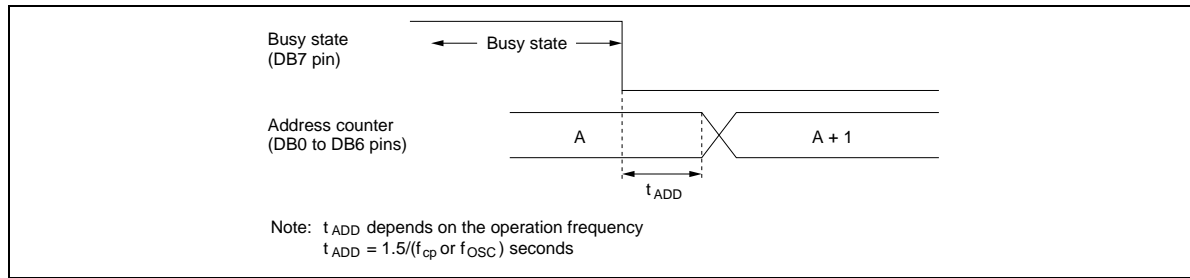 Busy state
(DB7 pin)
Busy state
Address counter
(DB0 to DB6 pins)
A
A + 1
t ADD
Note: t ADD depends on the operation frequency
t ADD = 1.5/(fcp or fOSC) seconds